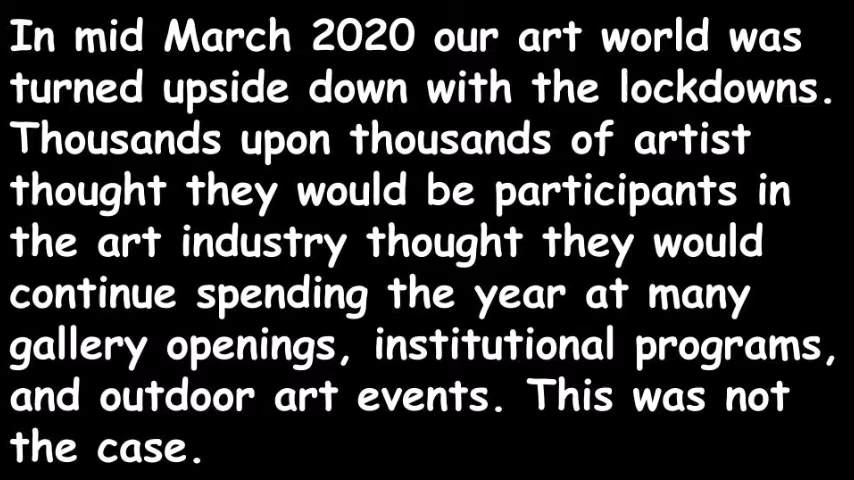 In mid March 2020 our art world was
turned upside down with the lockdowns.
Thousands upon thousands of artist
thought they would be participants in
the art industry thought they would
continue spending the year at many
gallery openings, institutional programs,
and outdoor art events. This was not
the case.